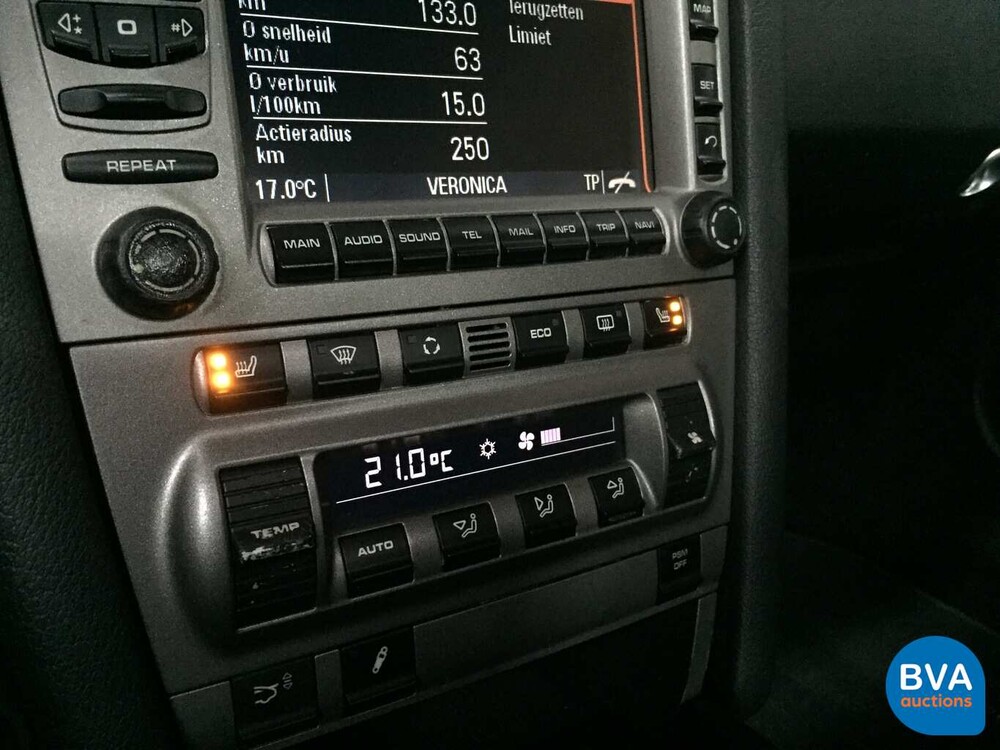 km 133.0
Terugzetten
Ø snelheid
km/u 63
Limiet
Ø verbruik
l/100km 15.0
Actieradius
km 250
17.0°C VERONICA TP
MAP
SET
#
REPEAT
MAIN AUDIO SOUND TEL MAIL INFO TRIP NAVI
ECO
21.0°C
TEMP
AUTO
PSM
OFF
BVA
auctions